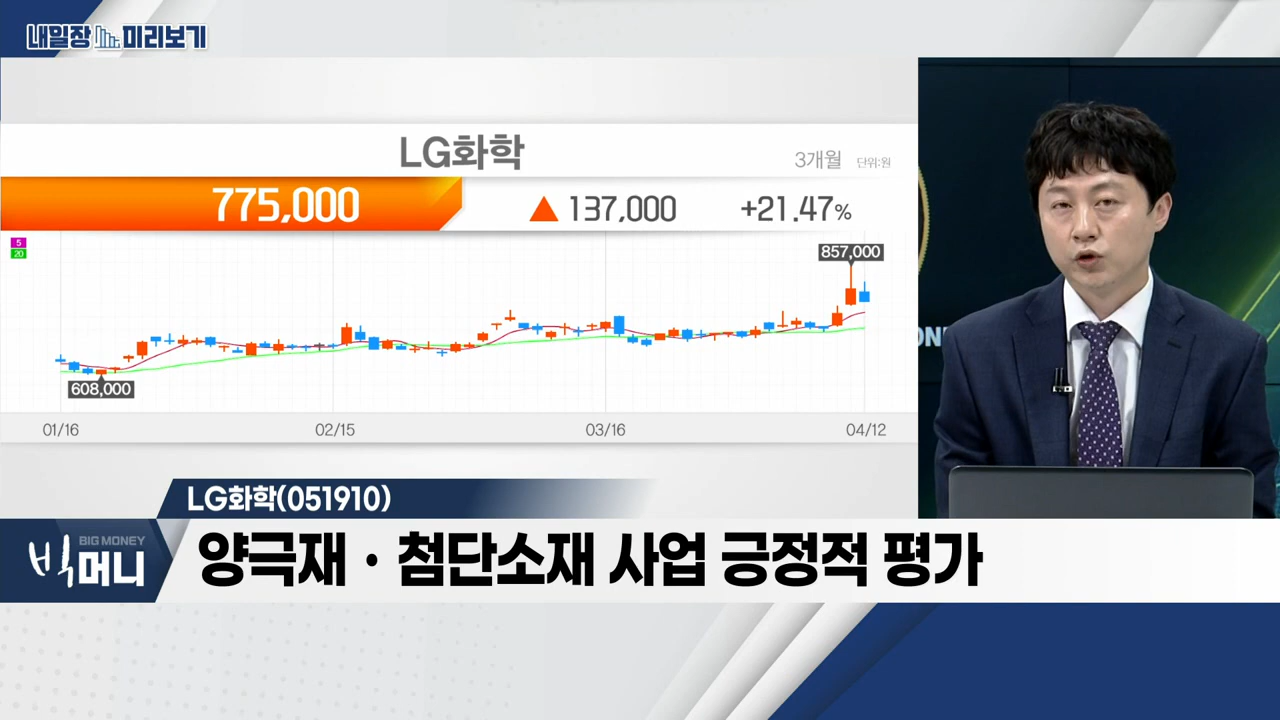 내일장 미리보기
LG화학
3개월 단위:원
775,000 ▲137,000 +21.47%
5
20
857,000
608,000
01/16 02/15 03/16 04/12
ON
LG화학(051910)
BIG MONEY
빅머니
양극재·첨단소재 사업 긍정적 평가